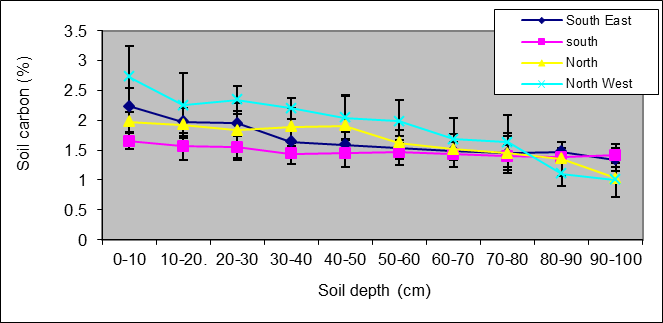 South East
south
North
North West
3.5
3
2.5
2
1.5
1
0.5
0
Soil carbon (%)
0-10 10-20. 20-30 30-40 40-50 50-60 60-70 70-80 80-90 90-100
Soil depth (cm)